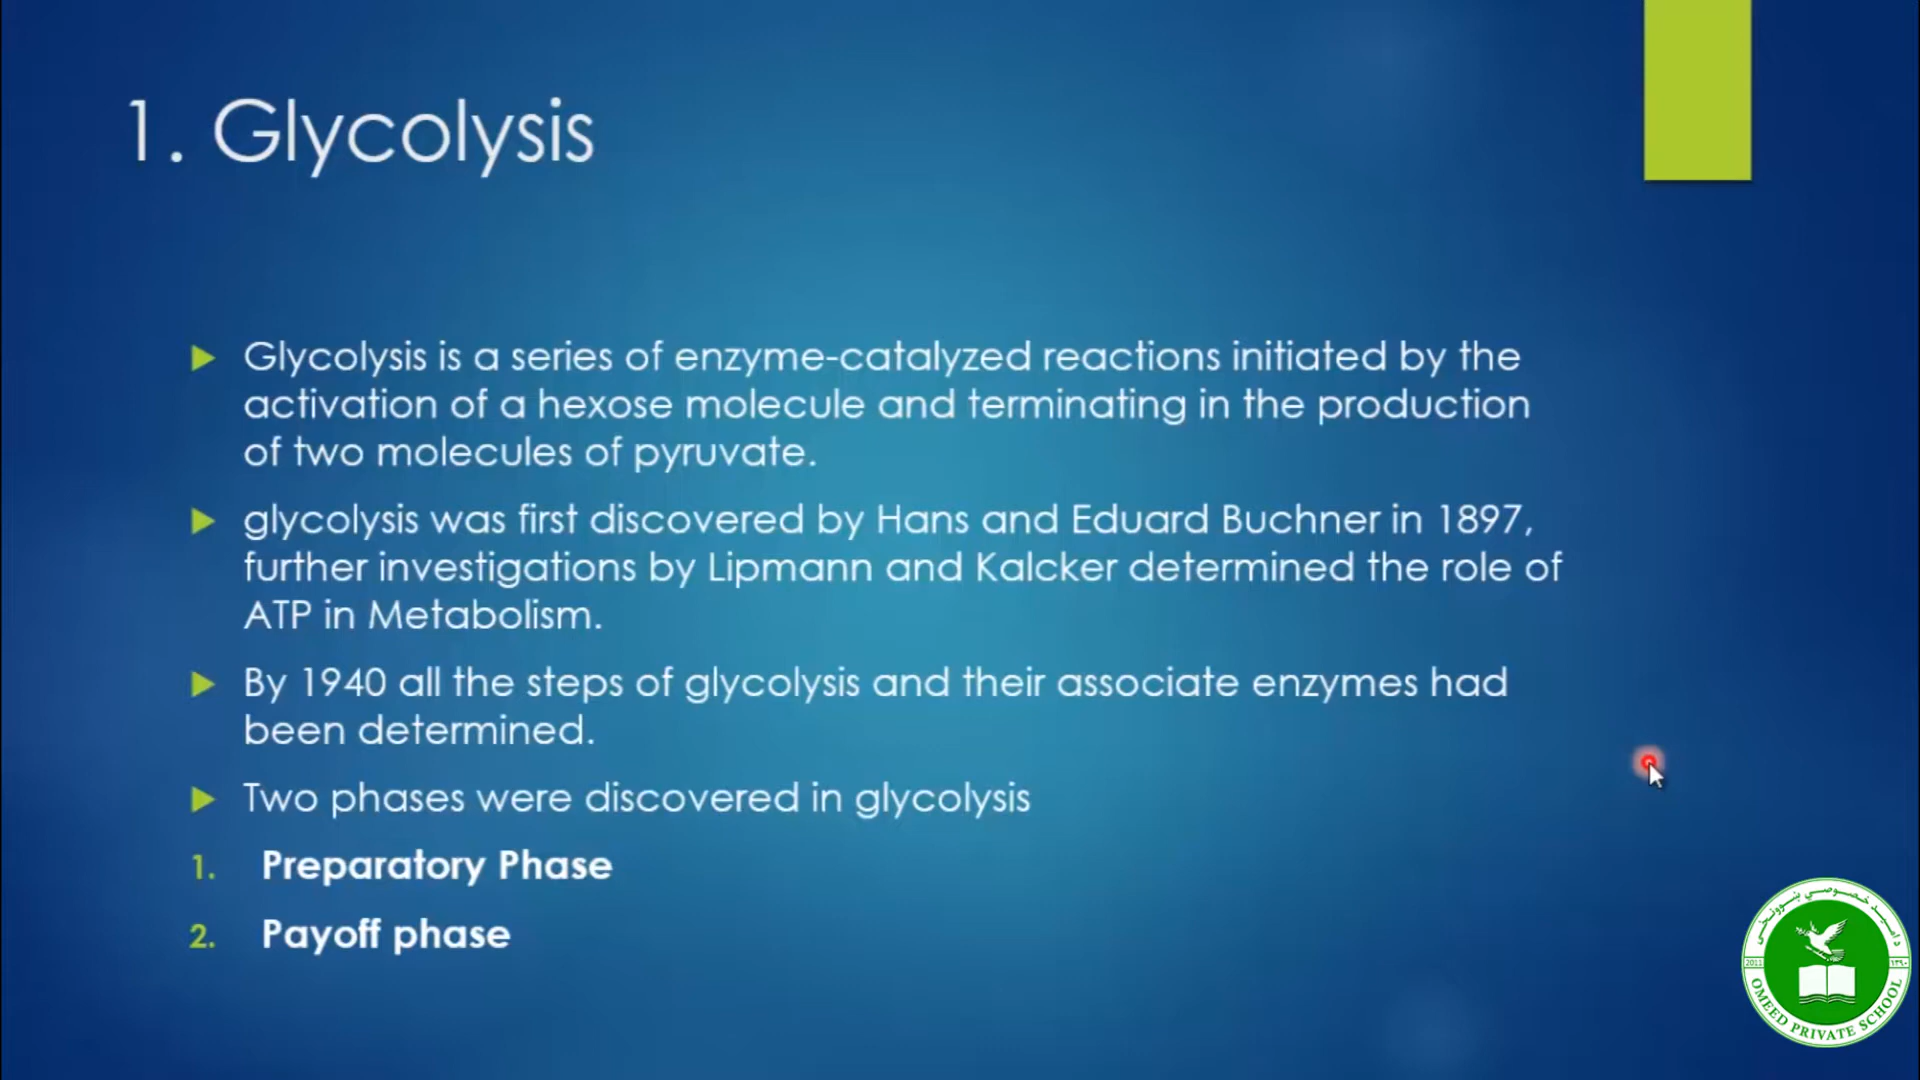 1. Glycolysis
Glycolysis is a series of enzyme-catalyzed reactions initiated by the
activation of a hexose molecule and terminating in the production
of two molecules of pyruvate.
glycolysis was first discovered by Hans and Eduard Buchner in 1897,
further investigations by Lipmann and Kalcker determined the role of
ATP in Metabolism.
By 1940 all the steps of glycolysis and their associate enzymes had
been determined.
Two phases were discovered in glycolysis
1. Preparatory Phase
2. Payoff phase
د امید خصوصي ښوونځی
2011 ١٣٩٠
OMEED PRIVATE SCHOOL